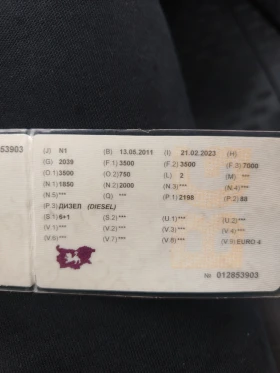 53903
(J) N1 (B) 13.06.2011 (I) 21.02.2023 (H)
(G) 2039 (F.1) 3500 (F.2) 3500 (F.3) 7000
(O.1) 3500 (O.2) 750 (L) 2 (M) ***
(N.1) 1850 (N.2) 2000 (N.3) *** (N.4) ***
(N.5) *** (Q) *** (P.1) 2198 (P.2) 88
(P.3) ДИЗЕЛ (DIESEL)
(S.1) 6+1 (S.2) *** (U.1) *** (U.2) ***
(V.1) *** (V.2) *** (V.3) *** (V.4) ***
(V.5) *** (V.7) *** (V.8) *** (V.9) EURO 4
№ 012853903